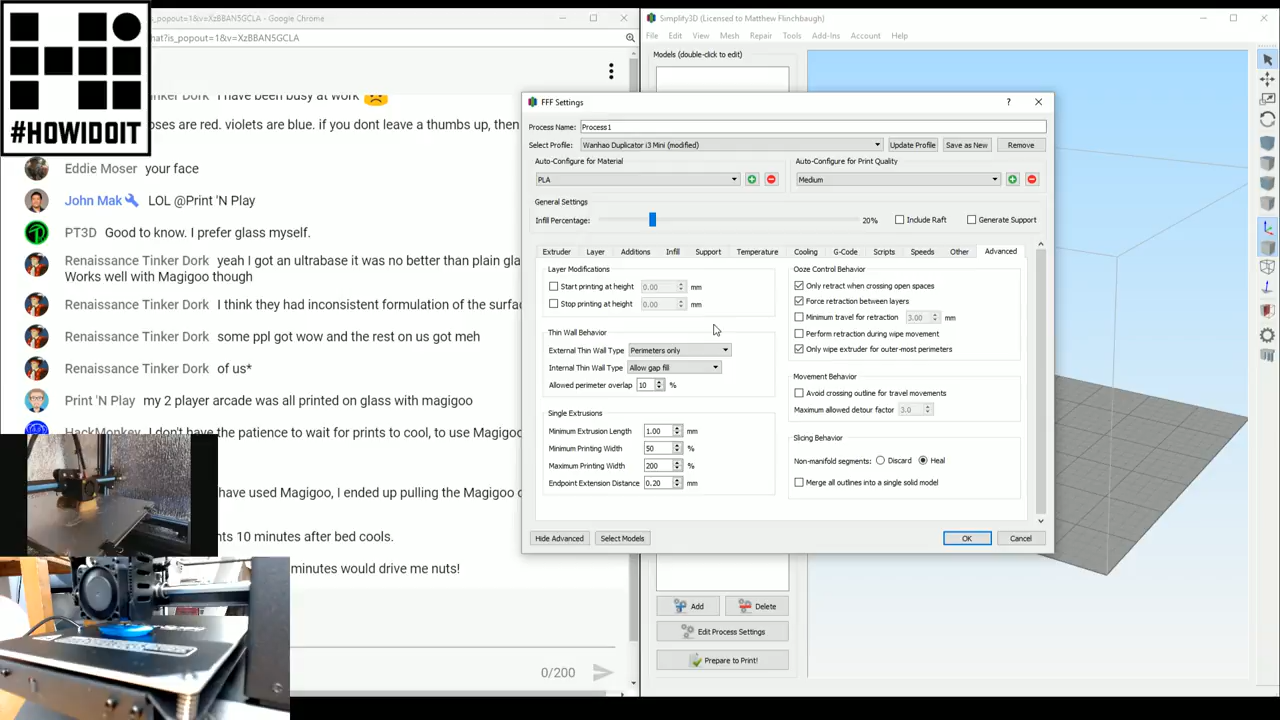 _popout=1&v=XzBBAN5GCLA - Google Chrome
hat?is_popout=1&v=XzBBAN5GCLA
#HOWIDOIT
Tinker Dork I have been busy at work
oses are red. violets are blue. if you dont leave a thumbs up, then
Eddie Moser your face
John Mak LOL @Print 'N Play
PT3D Good to know. I prefer glass myself.
Renaissance Tinker Dork yeah I got an ultrabase it was no better than plain gla
Works well with Magigoo though
Renaissance Tinker Dork I think they had inconsistent formulation of the surfa
Renaissance Tinker Dork some ppl got wow and the rest on us got meh
Renaissance Tinker Dork of us*
Print 'N Play my 2 player arcade was all printed on glass with magigoo
HackMonkey I don't have the patience to wait for prints to cool, to use Magigoo
have used Magigoo, I ended up pulling the Magigoo
nts 10 minutes after bed cools.
minutes would drive me nuts!
0/200
Simplify3D (Licensed to Matthew Flinchbaugh)
File Edit View Mesh Repair Tools Add-Ins Account Help
Models (double-click to edit)
FFF Settings
?
Process Name: Process1
Select Profile: Wanhao Duplicator i3 Mini (modified) Update Profile Save as New Remove
Auto-Configure for Material Auto-Configure for Print Quality
PLA Medium
General Settings
Infill Percentage: 20% Include Raft Generate Support
Extruder Layer Additions Infill Support Temperature Cooling G-Code Scripts Speeds Other Advanced
Layer Modifications
Start printing at height 0.00 mm
Stop printing at height 0.00 mm
Thin Wall Behavior
External Thin Wall Type Perimeters only
Internal Thin Wall Type Allow gap fill
Allowed perimeter overlap 10 %
Single Extrusions
Minimum Extrusion Length 1.00 mm
Minimum Printing Width 50 %
Maximum Printing Width 200 %
Endpoint Extension Distance 0.20 mm
Ooze Control Behavior
Only retract when crossing open spaces
Force retraction between layers
Minimum travel for retraction 3.00 mm
Perform retraction during wipe movement
Only wipe extruder for outer-most perimeters
Movement Behavior
Avoid crossing outline for travel movements
Maximum allowed detour factor 3.0
Slicing Behavior
Non-manifold segments: Discard Heal
Merge all outlines into a single solid model
Hide Advanced Select Models OK Cancel
Add Delete
Edit Process Settings
Prepare to Print!